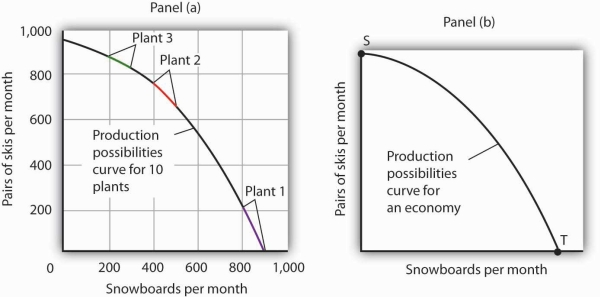 Panel (a)
Pairs of skis per month
1,000
800
600
400
200
0
200
400
600
800
1,000
Snowboards per month
Plant 3
Plant 2
Production
possibilities
curve for 10
plants
Plant 1
Panel (b)
Pairs of skis per month
S
Production
possibilities
curve for
an economy
T
Snowboards per month